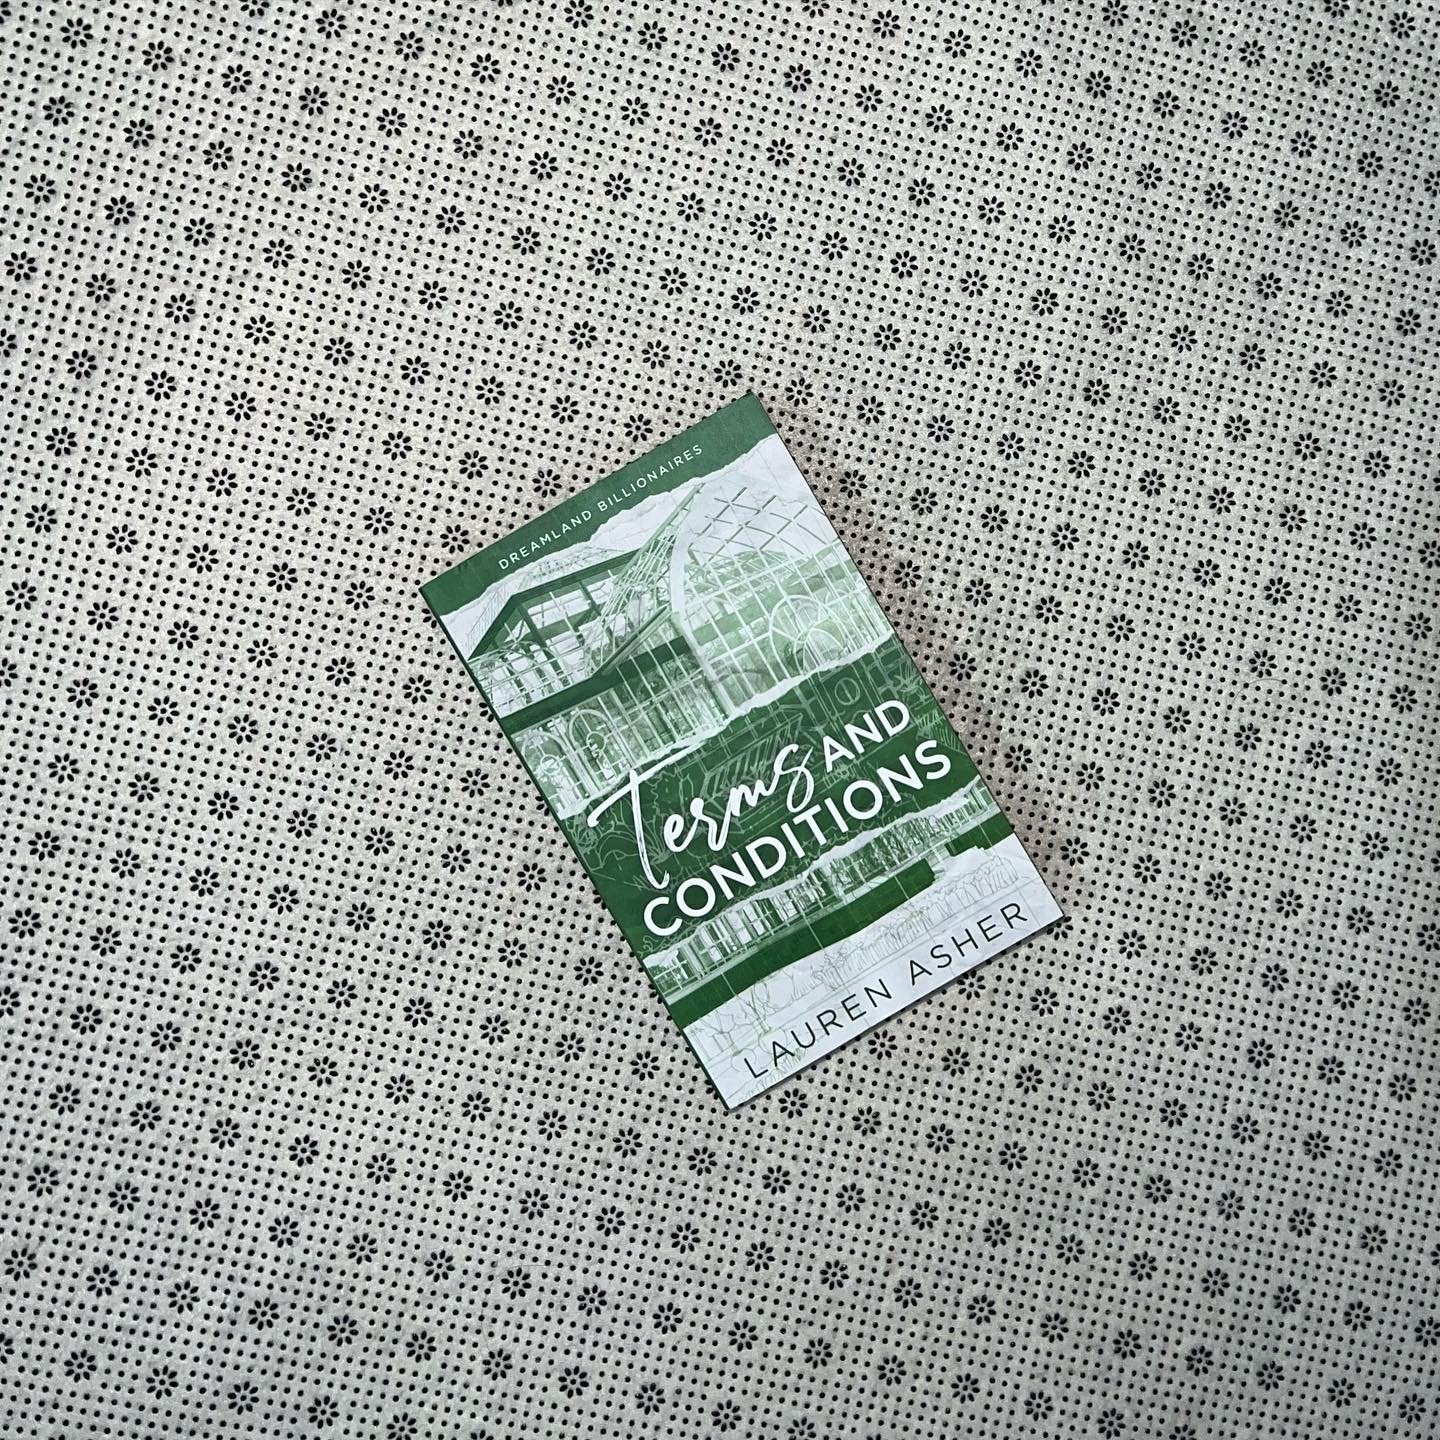 DREAMLAND BILLIONAIRES
Terms AND
CONDITIONS
LAUREN ASHER